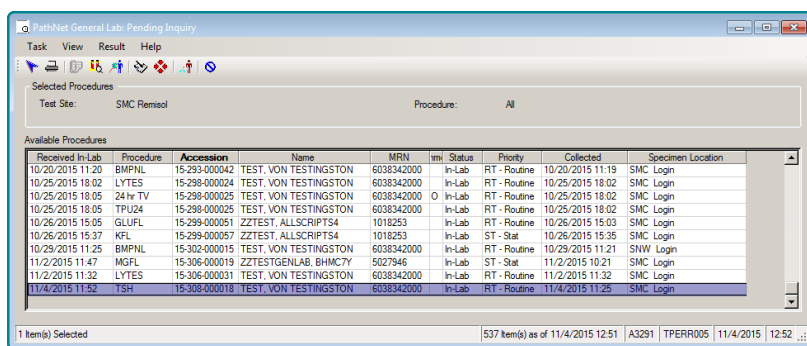 PathNet General Lab: Pending Inquiry
Task View Result Help
Selected Procedures
Test Site: SMC Remisol Procedure: All
Available Procedures
Received In-Lab Procedure Accession Name MRN Status Priority Collected Specimen Location
10/20/2015 11:20 BMPNL 15-293-000042 TEST, VON TESTINGSTON 6038342000 In-Lab RT - Routine 10/20/2015 11:19 SMC Login
10/25/2015 18:02 LYTES 15-298-000024 TEST, VON TESTINGSTON 6038342000 In-Lab RT - Routine 10/25/2015 18:02 SMC Login
10/25/2015 18:05 24 hr TV 15-298-000025 TEST, VON TESTINGSTON 6038342000 O In-Lab RT - Routine 10/25/2015 18:02 SMC Login
10/25/2015 18:05 TPU24 15-298-000025 TEST, VON TESTINGSTON 6038342000 In-Lab RT - Routine 10/25/2015 18:02 SMC Login
10/26/2015 15:05 GLUFL 15-299-000051 ZZTEST, ALLSCRIPTS4 1018253 In-Lab RT - Routine 10/26/2015 15:03 SMC Login
10/26/2015 15:37 KFL 15-299-000057 ZZTEST, ALLSCRIPTS4 1018253 In-Lab ST - Stat 10/26/2015 15:35 SMC Login
10/29/2015 11:25 BMPNL 15-302-000015 TEST, VON TESTINGSTON 6038342000 In-Lab RT - Routine 10/29/2015 11:21 SNW Login
11/2/2015 11:47 MGFL 15-306-000019 ZZTESTGENLAB, BHMC7Y 5027946 In-Lab ST - Stat 11/2/2015 10:21 SMC Login
11/2/2015 11:32 LYTES 15-306-000031 TEST, VON TESTINGSTON 6038342000 In-Lab RT - Routine 11/2/2015 11:32 SMC Login
11/4/2015 11:52 TSH 15-308-000018 TEST, VON TESTINGSTON 6038342000 In-Lab RT - Routine 11/4/2015 11:25 SMC Login
1 Item(s) Selected 537 Item(s) as of 11/4/2015 12:51 A3291 TPERR005 11/4/2015 12:52